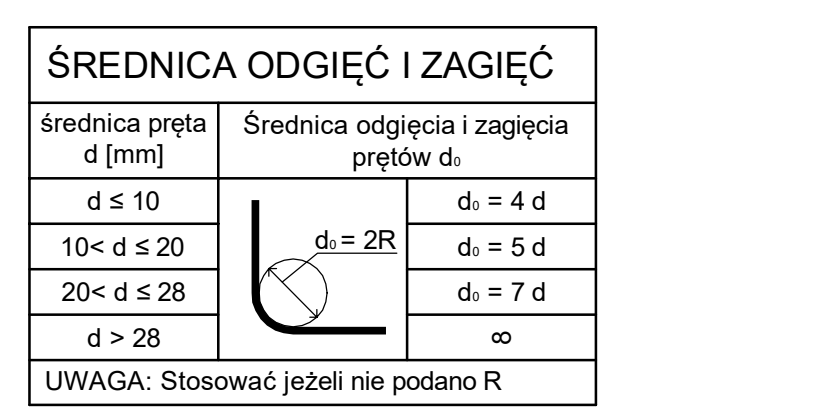 ŚREDNICA ODGIĘĆ I ZAGIĘĆ
średnica pręta
d [mm]
Średnica odgięcia i zagięcia
prętów d₀
d ≤ 10
d₀ = 4 d
10< d ≤ 20
d₀ = 5 d
20< d ≤ 28
d₀ = 7 d
d > 28
∞
d₀ = 2R
UWAGA: Stosować jeżeli nie podano R